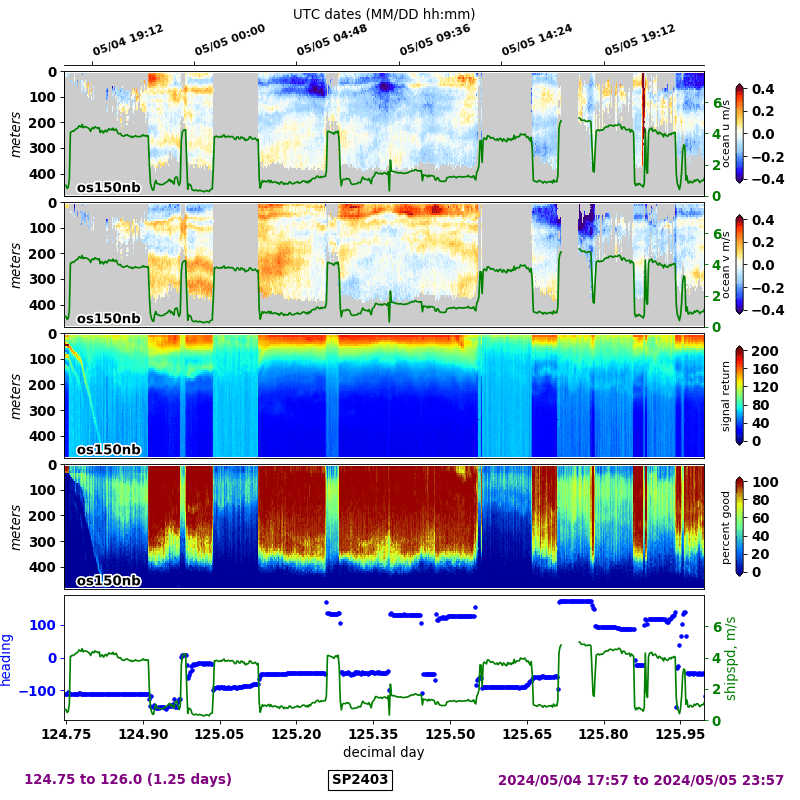 UTC dates (MM/DD hh:mm)
05/04 19:12 05/05 00:00 05/05 04:48 05/05 09:36 05/05 14:24 05/05 19:12
0
100
200
300
400
meters
os150nb
6
4
2
0
ocean u m/s
0.4
0.2
0.0
−0.2
−0.4
0
100
200
300
400
meters
os150nb
6
4
2
0
ocean v m/s
0.4
0.2
0.0
−0.2
−0.4
0
100
200
300
400
meters
os150nb
signal return
200
160
120
80
40
0
0
100
200
300
400
meters
os150nb
percent good
100
80
60
40
20
0
heading
100
0
−100
6
4
2
0
shipspd, m/s
124.75 124.90 125.05 125.20 125.35 125.50 125.65 125.80 125.95
decimal day
124.75 to 126.0 (1.25 days)
SP2403
2024/05/04 17:57 to 2024/05/05 23:57